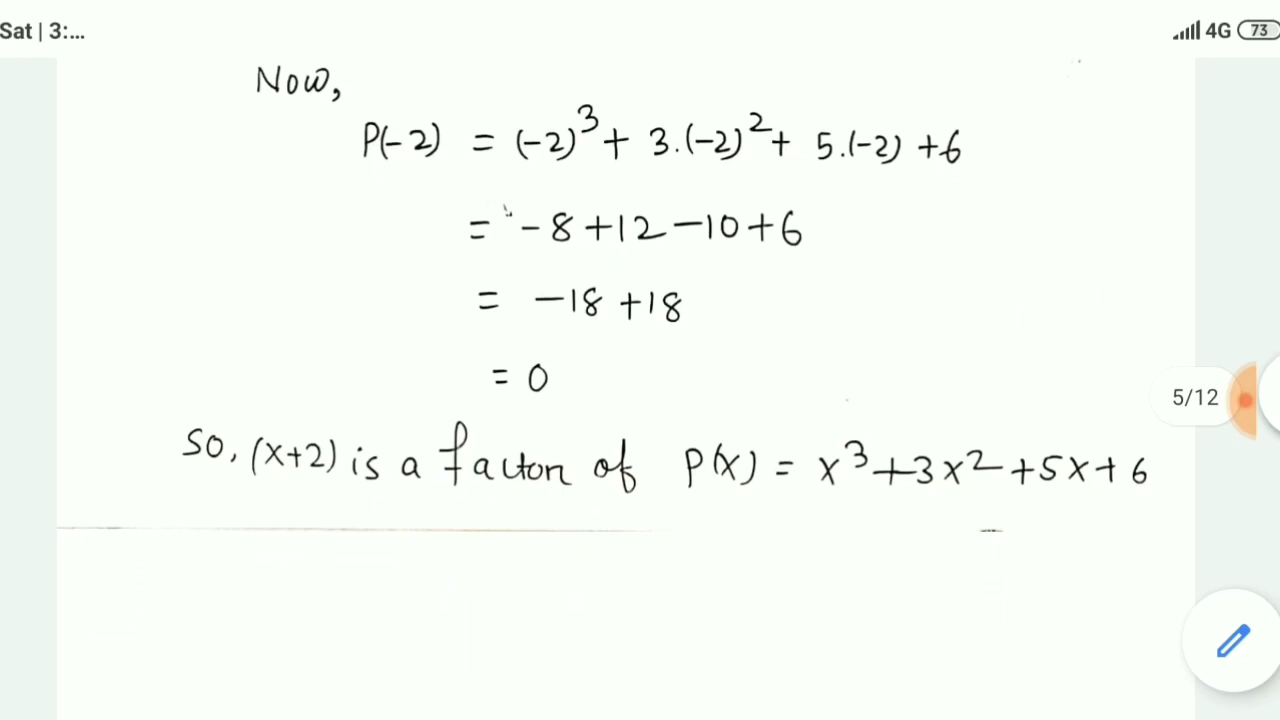 Sat | 3:...
4G 73
Now,
P(-2) = (-2)³ + 3.(-2)² + 5.(-2) +6
= -8+12-10+6
= -18 +18
= 0
5/12
So, (x+2) is a factor of P(x) = x³+3x²+5x+6